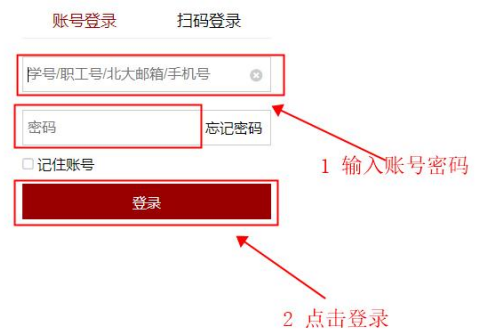 账号登录 扫码登录
学号/职工号/北大邮箱/手机号
密码 忘记密码
记住账号
1 输入账号密码
登录
2 点击登录